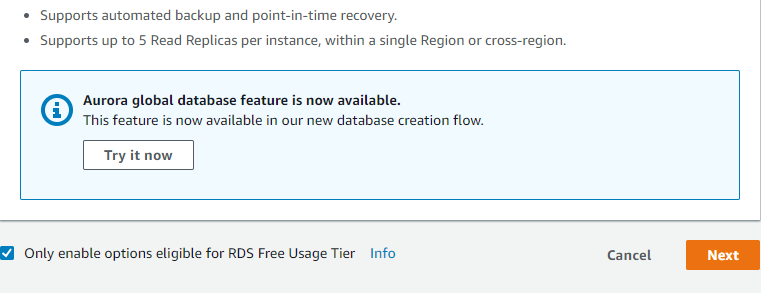 Supports automated backup and point-in-time recovery.
Supports up to 5 Read Replicas per instance, within a single Region or cross-region.
Aurora global database feature is now available.
This feature is now available in our new database creation flow.
Try it now
Only enable options eligible for RDS Free Usage Tier Info
Cancel
Next